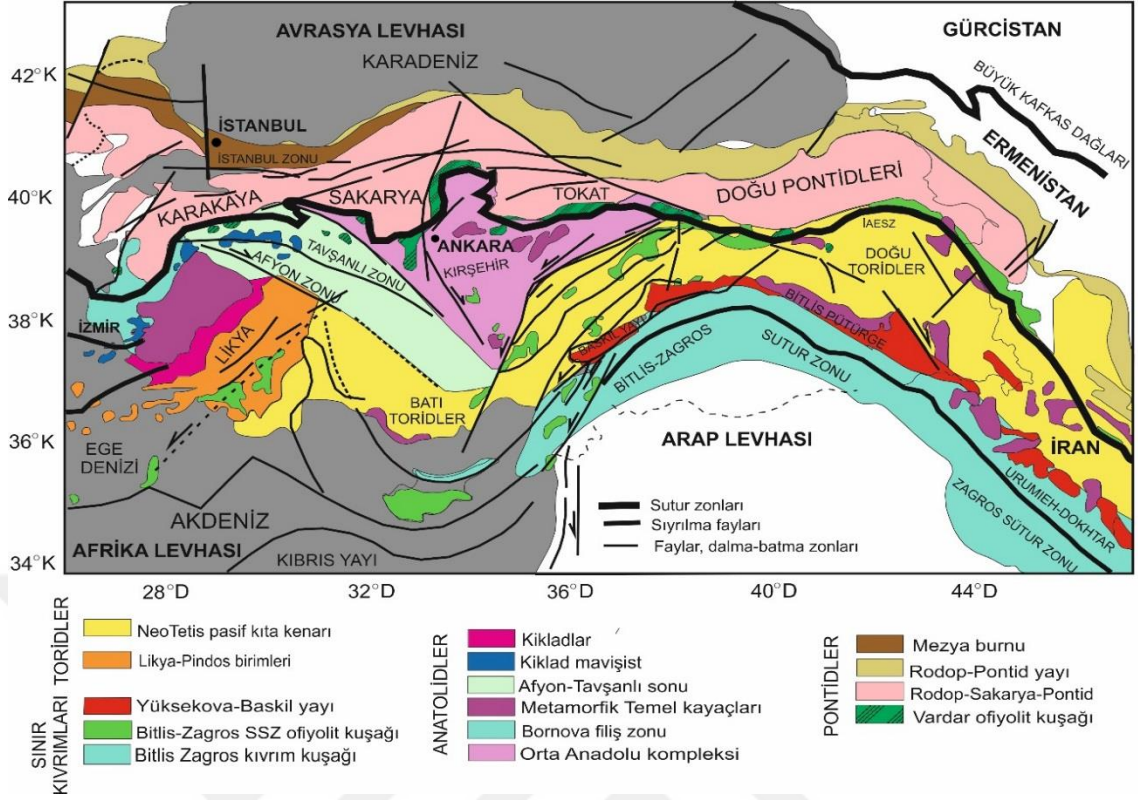 AVRASYA LEVHASI
KARADENİZ
GÜRCİSTAN
BÜYÜK KAFKAS DAĞLARI
ERMENİSTAN
42°K
40°K
38°K
36°K
34°K
İSTANBUL
İSTANBUL ZONU
KARAKAYA
SAKARYA
TOKAT
DOĞU PONTİDLERİ
İAESZ
ANKARA
KIRŞEHİR
TAVŞANLI ZONU
AFYON ZONU
DOĞU
TORİDLER
İZMİR
LİKYA
BASKİL YAYI
BİTLİS PÜTÜRGE
BİTLİS-ZAGROS
SUTUR ZONU
BATI
TORİDLER
EGE
DENİZİ
ARAP LEVHASI
İRAN
URUMIEH-DOKHTAR
ZAGROS SÜTUR ZONU
AKDENİZ
AFRİKA LEVHASI
KIBRIS YAYI
Sutur zonları
Sıyrılma fayları
Faylar, dalma-batma zonları
28°D
32°D
36°D
40°D
44°D
TORİDLER
NeoTetis pasif kıta kenarı
Likya-Pindos birimleri
SINIR
KIVRIMLARI
Yüksekova-Baskil yayı
Bitlis-Zagros SSZ ofiyolit kuşağı
Bitlis Zagros kıvrım kuşağı
ANATOLİDLER
Kikladlar
Kiklad mavişist
Afyon-Tavşanlı sonu
Metamorfik Temel kayaçları
Bornova filiş zonu
Orta Anadolu kompleksi
PONTİDLER
Mezya burnu
Rodop-Pontid yayı
Rodop-Sakarya-Pontid
Vardar ofiyolit kuşağı